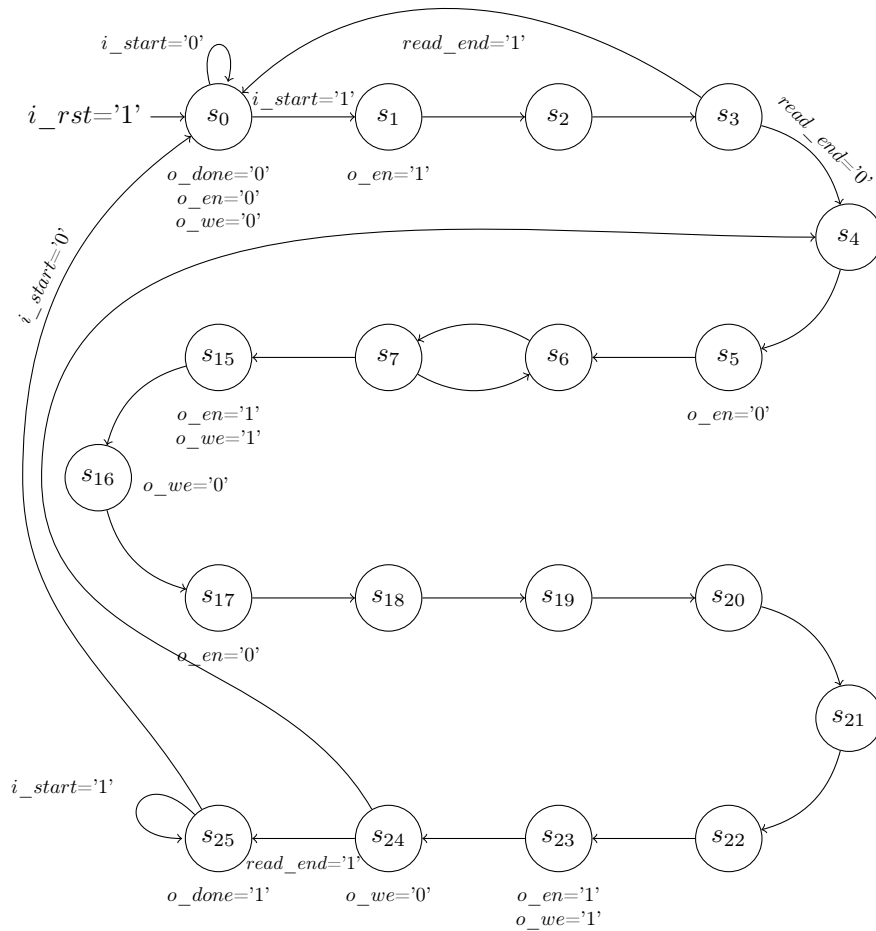 i_start='0'
read_end='1'
i_rst='1'
s0
i_start='1'
s1
s2
s3
read_end='0'
o_done='0'
o_en='0'
o_we='0'
o_en='1'
s4
i_start='0'
s15
s7
s6
s5
o_en='1'
o_we='1'
o_en='0'
s16
o_we='0'
s17
s18
s19
s20
o_en='0'
s21
i_start='1'
s25
read_end='1'
s24
s23
s22
o_done='1'
o_we='0'
o_en='1'
o_we='1'